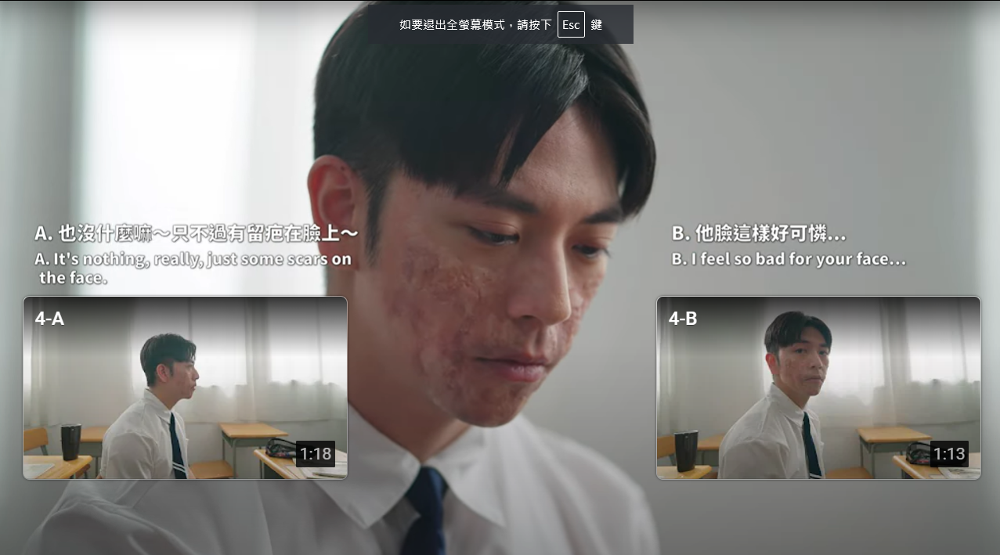 如要退出全螢幕模式，請按下 Esc 鍵
A. 也沒什麼嘛～只不過有留疤在臉上～
A. It's nothing, really, just some scars on
the face.
B. 他臉這樣好可憐...
B. I feel so bad for your face...
4-A
4-B
1:18
1:13